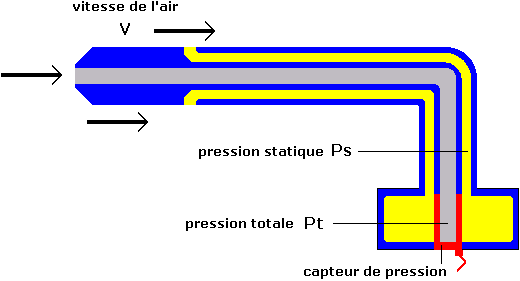 vitesse de l'air
V
pression statique Ps
pression totale Pt
capteur de pression